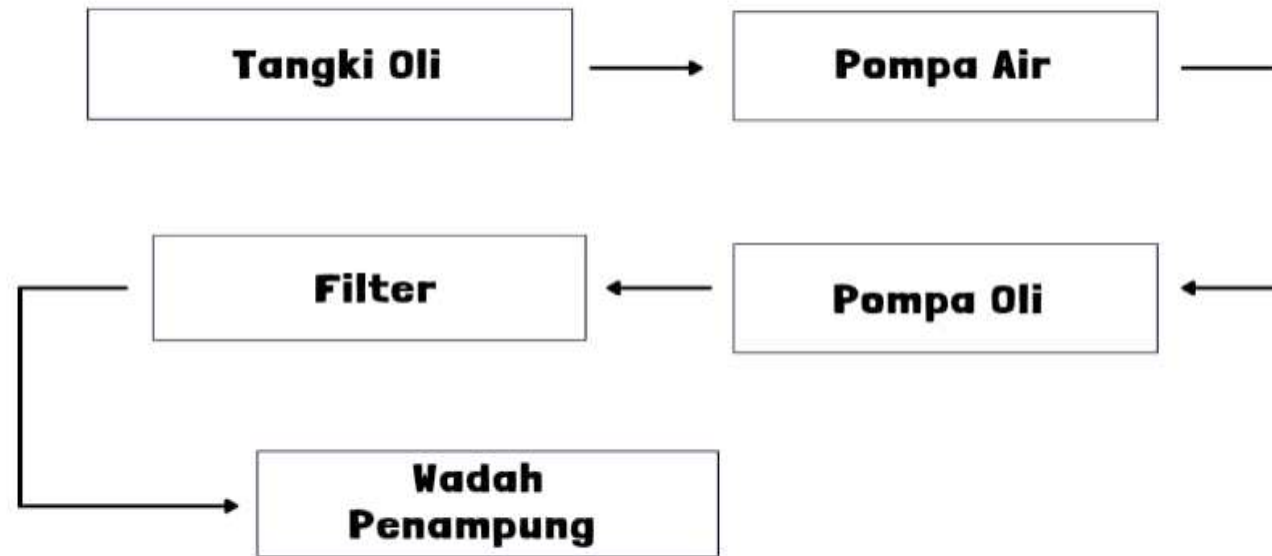 Tangki Oli
Pompa Air
Filter
Pompa Oli
Wadah
Penampung